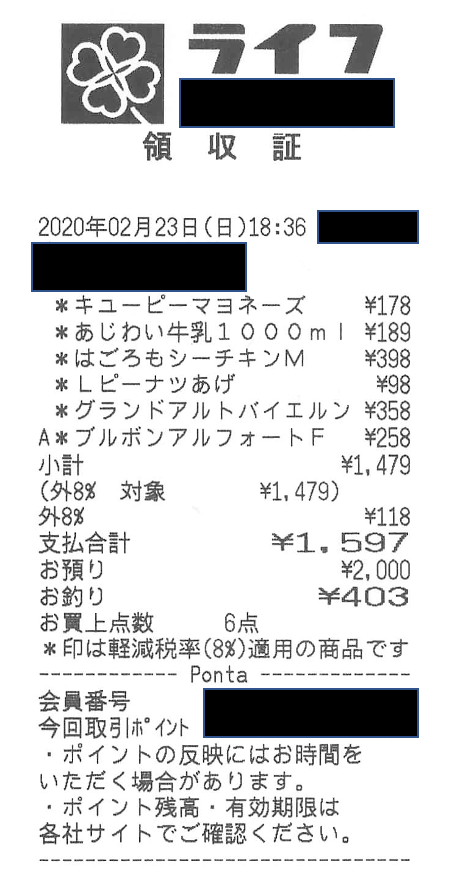 ライフ
領収証
2020年02月23日(日)18:36
＊キューピーマヨネーズ ¥178
＊あじわい牛乳１０００ｍｌ ¥189
＊はごろもシーチキンＭ ¥398
＊Ｌピーナツあげ ¥98
＊グランドアルトバイエルン ¥358
A＊ブルボンアルフォートＦ ¥258
小計 ¥1,479
(外8% 対象 ¥1,479)
外8% ¥118
支払合計 ¥1,597
お預り ¥2,000
お釣り ¥403
お買上点数 6点
＊印は軽減税率(8%)適用の商品です
------------ Ponta -------------
会員番号
今回取引ﾎﾟｲﾝﾄ
・ポイントの反映にはお時間を
いただく場合があります。
・ポイント残高・有効期限は
各社サイトでご確認ください。
--------------------------------